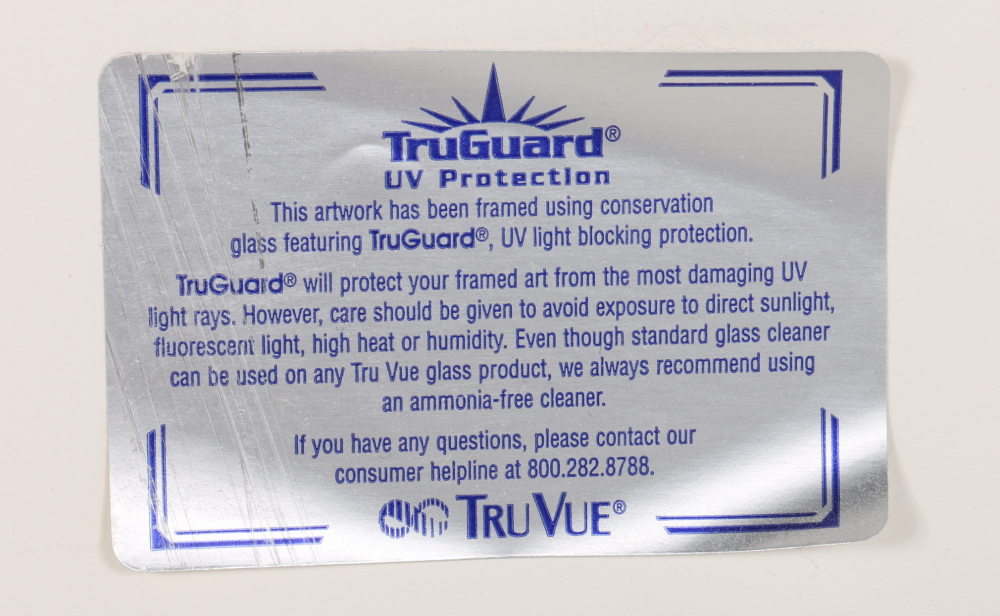 TruGuard®
UV Protection
This artwork has been framed using conservation
glass featuring TruGuard®, UV light blocking protection.
TruGuard® will protect your framed art from the most damaging UV
light rays. However, care should be given to avoid exposure to direct sunlight,
fluorescent light, high heat or humidity. Even though standard glass cleaner
can be used on any Tru Vue glass product, we always recommend using
an ammonia-free cleaner.
If you have any questions, please contact our
consumer helpline at 800.282.8788.
TRU VUE®